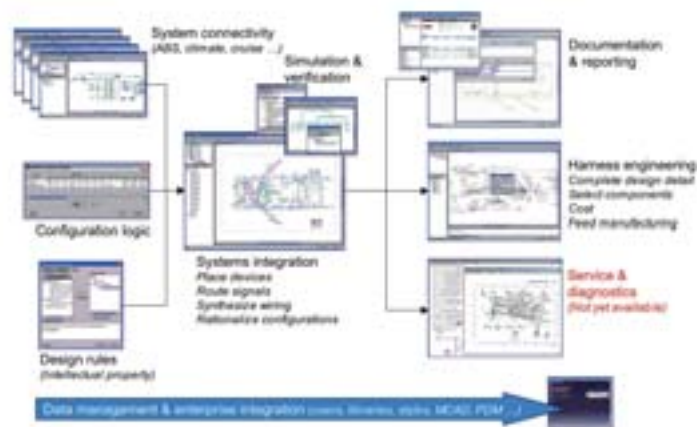 System connectivity
(ABS, climate, cruise ...)
Simulation &
verification
Documentation
& reporting
Configuration logic
Systems integration
Place devices
Route signals
Synthesize wiring
Rationalize configurations
Harness engineering
Complete design detail
Select components
Cost
Feed manufacturing
Design rules
(Intellectual property)
Service &
diagnostics
(Not yet available)
Data management & enterprise integration (users, libraries, styles, MCAD, PDM ...)